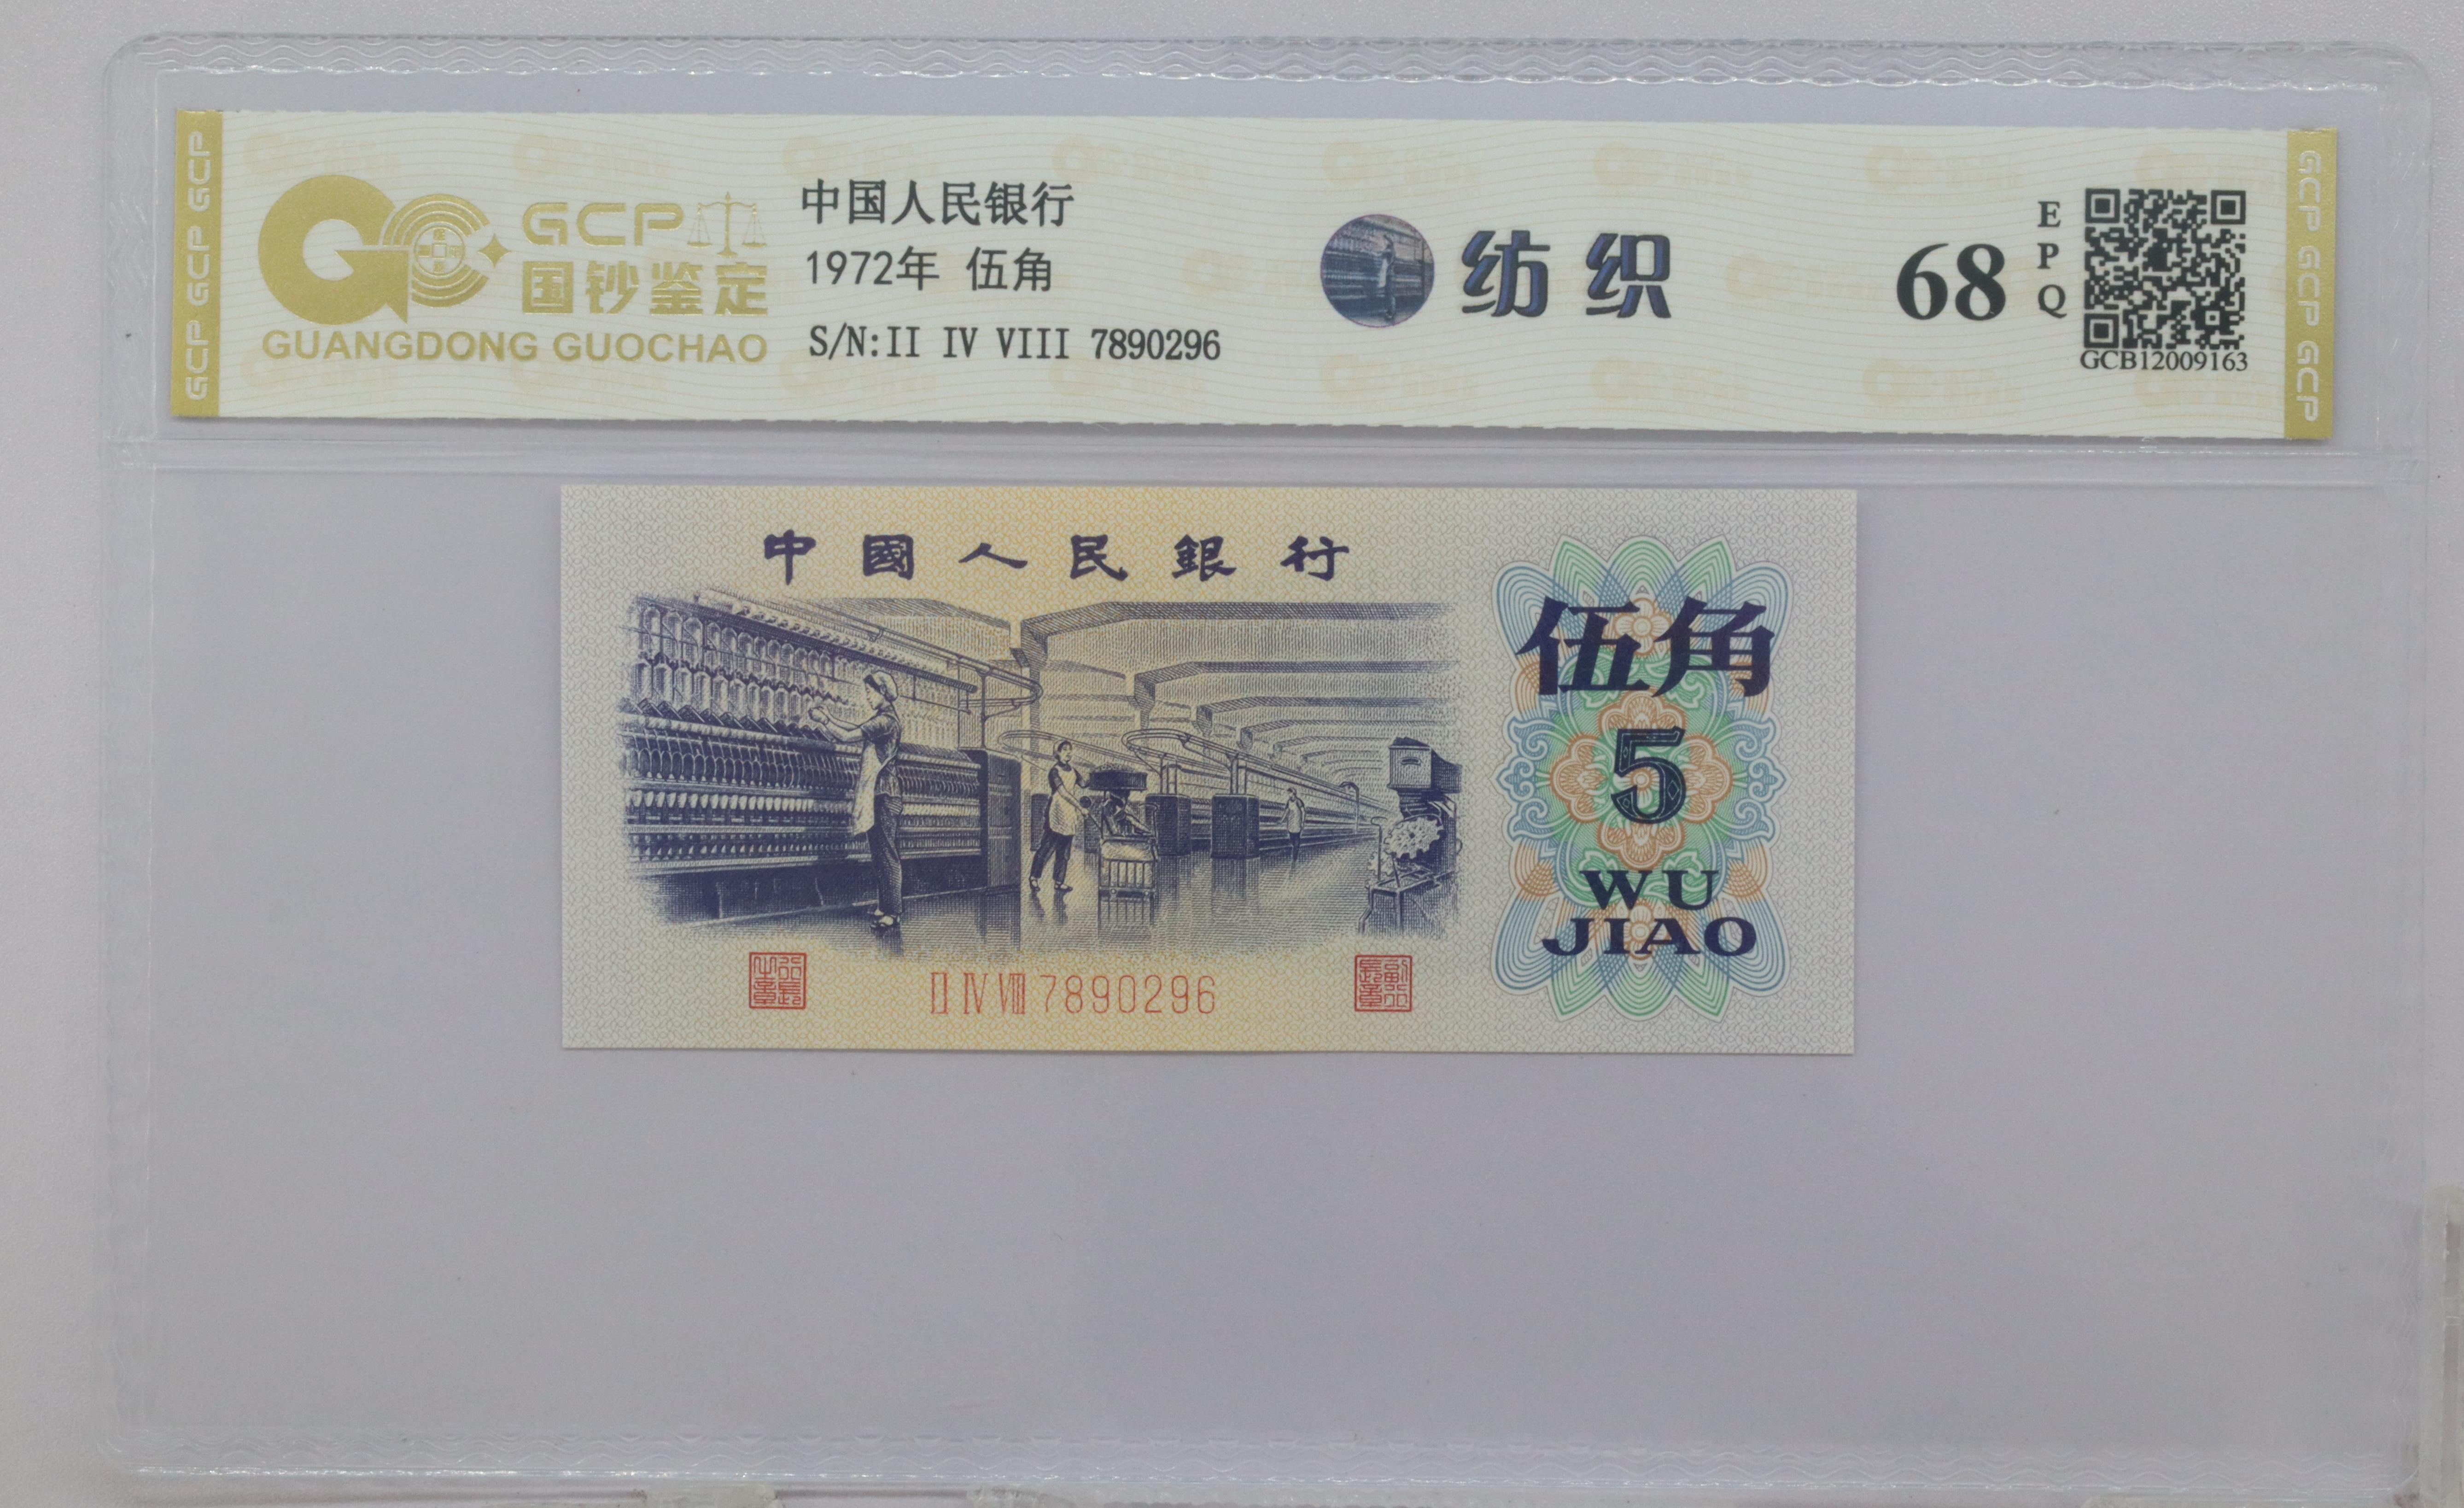 GCP GCP GCP
GCP
国钞鉴定
GUANGDONG GUOCHAO
中国人民银行
1972年 伍角
S/N:II IV VIII 7890296
纺织
68
EPQ
GCB12009163
GCP GCP GCP
中國人民銀行
伍角
5
WU
JIAO
II IV VIII 7890296